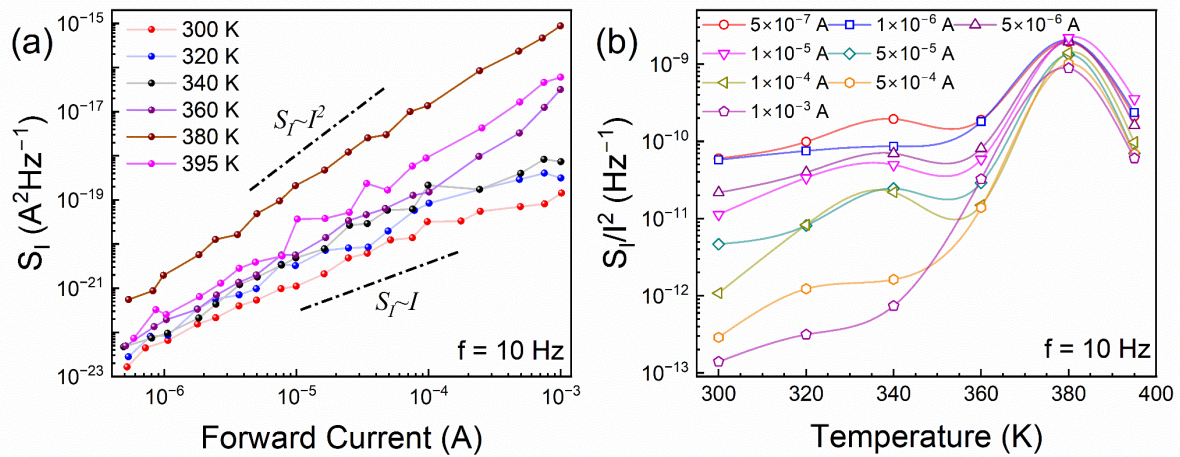 (a)
300 K
320 K
340 K
360 K
380 K
395 K
S_I~I²
S_I~I
f = 10 Hz
10⁻¹⁵
10⁻¹⁷
10⁻¹⁹
10⁻²¹
10⁻²³
S_I (A²Hz⁻¹)
10⁻⁶ 10⁻⁵ 10⁻⁴ 10⁻³
Forward Current (A)
(b)
5×10⁻⁷ A 1×10⁻⁶ A 5×10⁻⁶ A
1×10⁻⁵ A 5×10⁻⁵ A
1×10⁻⁴ A 5×10⁻⁴ A
1×10⁻³ A
f = 10 Hz
10⁻⁹
10⁻¹⁰
10⁻¹¹
10⁻¹²
10⁻¹³
S_I/I² (Hz⁻¹)
300 320 340 360 380 400
Temperature (K)